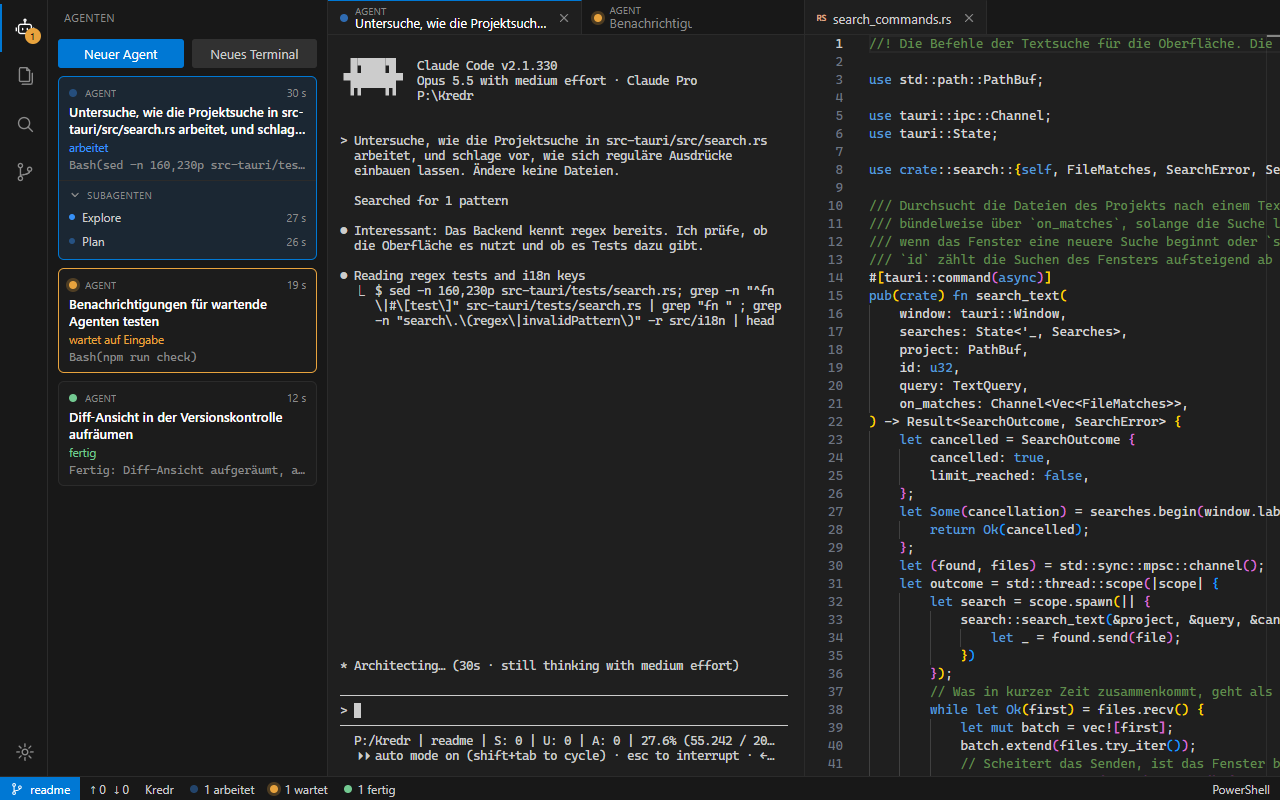 AGENTEN
1
Neuer Agent
Neues Terminal
AGENT
30 s
Untersuche, wie die Projektsuche in src-
tauri/src/search.rs arbeitet, und schlag…
arbeitet
Bash(sed -n 160,230p src-tauri/tes…
SUBAGENTEN
Explore
27 s
Plan
26 s
AGENT
19 s
Benachrichtigungen für wartende
Agenten testen
wartet auf Eingabe
Bash(npm run check)
AGENT
12 s
Diff-Ansicht in der Versionskontrolle
aufräumen
fertig
Fertig: Diff-Ansicht aufgeräumt, a…
AGENT
Untersuche, wie die Projektsuch…
AGENT
Benachrichtigu
Claude Code v2.1.330
Opus 5.5 with medium effort · Claude Pro
P:\Kredr
> Untersuche, wie die Projektsuche in src-tauri/src/search.rs
arbeitet, und schlage vor, wie sich reguläre Ausdrücke
einbauen lassen. Ändere keine Dateien.
Searched for 1 pattern
● Interessant: Das Backend kennt regex bereits. Ich prüfe, ob
die Oberfläche es nutzt und ob es Tests dazu gibt.
● Reading regex tests and i18n keys
⎿ $ sed -n 160,230p src-tauri/tests/search.rs; grep -n "^fn
\|#\[test\]" src-tauri/tests/search.rs | grep "fn " ; grep
-n "search\.\(regex\|invalidPattern\)" -r src/i18n | head
* Architecting… (30s · still thinking with medium effort)
>
P:/Kredr | readme | S: 0 | U: 0 | A: 0 | 27.6% (55.242 / 20…
⏵⏵ auto mode on (shift+tab to cycle) · esc to interrupt · ←…
RS search_commands.rs
1 //! Die Befehle der Textsuche für die Oberfläche. Die
2
3 use std::path::PathBuf;
4
5 use tauri::ipc::Channel;
6 use tauri::State;
7
8 use crate::search::{self, FileMatches, SearchError, Se
9
10 /// Durchsucht die Dateien des Projekts nach einem Tex
11 /// bündelweise über `on_matches`, solange die Suche l
12 /// wenn das Fenster eine neuere Suche beginnt oder `s
13 /// `id` zählt die Suchen des Fensters aufsteigend ab
14 #[tauri::command(async)]
15 pub(crate) fn search_text(
16 window: tauri::Window,
17 searches: State<'_, Searches>,
18 project: PathBuf,
19 id: u32,
20 query: TextQuery,
21 on_matches: Channel<Vec<FileMatches>>,
22 ) -> Result<SearchOutcome, SearchError> {
23 let cancelled = SearchOutcome {
24 cancelled: true,
25 limit_reached: false,
26 };
27 let Some(cancellation) = searches.begin(window.lab
28 return Ok(cancelled);
29 };
30 let (found, files) = std::sync::mpsc::channel();
31 let outcome = std::thread::scope(|scope| {
32 let search = scope.spawn(|| {
33 search::search_text(&project, &query, &can
34 let _ = found.send(file);
35 })
36 });
37 // Was in kurzer Zeit zusammenkommt, geht als
38 while let Ok(first) = files.recv() {
39 let mut batch = vec![first];
40 batch.extend(files.try_iter());
41 // Scheitert das Senden, ist das Fenster b
readme
↑0 ↓0
Kredr
1 arbeitet
1 wartet
1 fertig
PowerShell